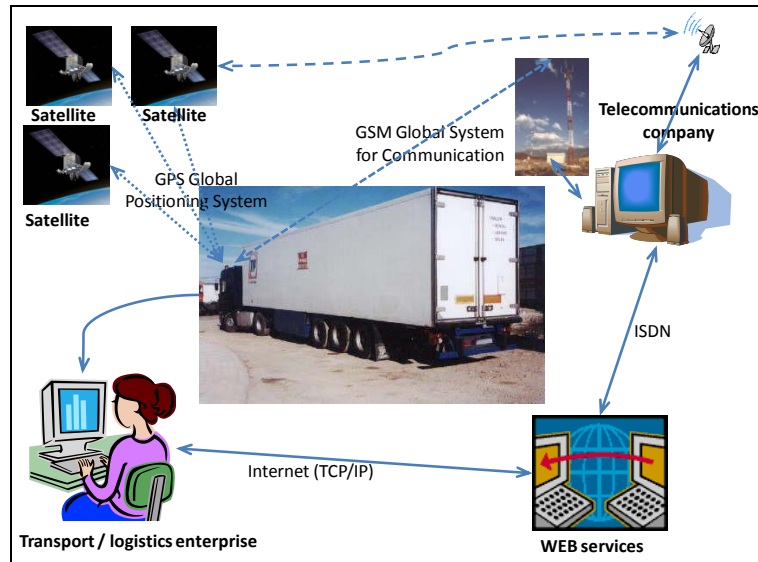 Satellite
Satellite
Satellite
GPS Global
Positioning System
GSM Global System
for Communication
Telecommunications
company
ISDN
Internet (TCP/IP)
Transport / logistics enterprise
WEB services